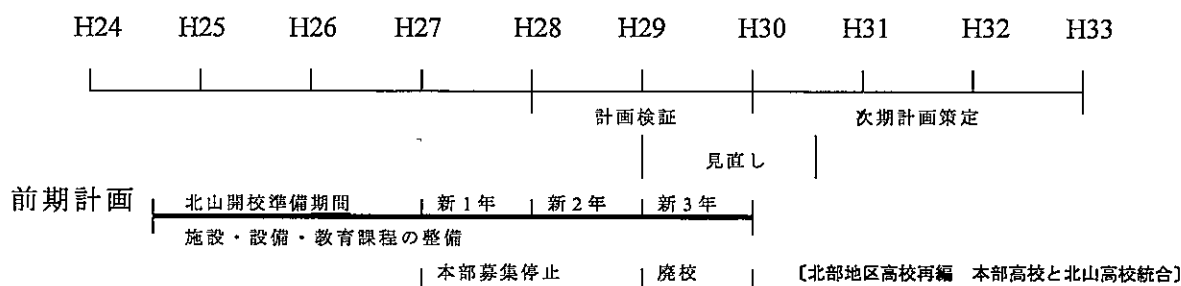 H24 H25 H26 H27 H28 H29 H30 H31 H32 H33
計画検証 次期計画策定
見直し
前期計画 北山開校準備期間 新1年 新2年 新3年
施設・設備・教育課程の整備
本部募集停止 廃校 〔北部地区高校再編 本部高校と北山高校統合〕